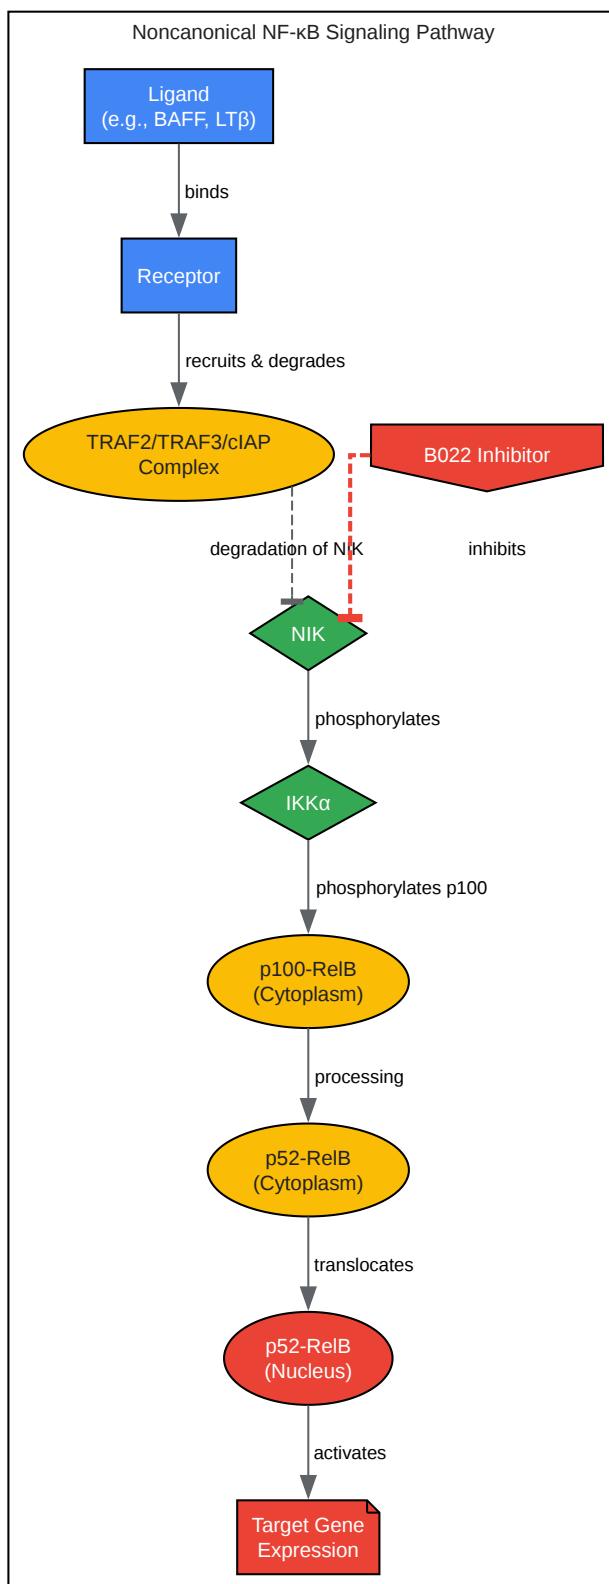 Noncanonical NF-κB Signaling Pathway
Ligand
(e.g., BAFF, LTβ)
binds
Receptor
recruits & degrades
TRAF2/TRAF3/cIAP
Complex
B022 Inhibitor
degradation of NIK
inhibits
NIK
phosphorylates
IKKα
phosphorylates p100
p100-RelB
(Cytoplasm)
processing
p52-RelB
(Cytoplasm)
translocates
p52-RelB
(Nucleus)
activates
Target Gene
Expression